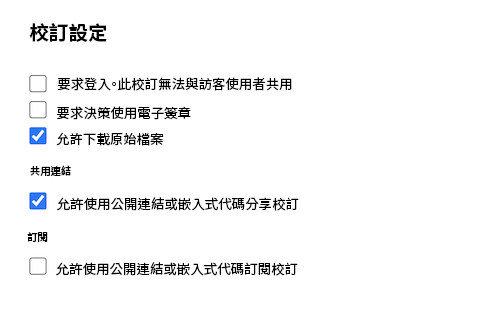 校訂設定
要求登入。此校訂無法與訪客使用者共用
要求決策使用電子簽章
允許下載原始檔案
共用連結
允許使用公開連結或嵌入式代碼分享校訂
訂閱
允許使用公開連結或嵌入式代碼訂閱校訂